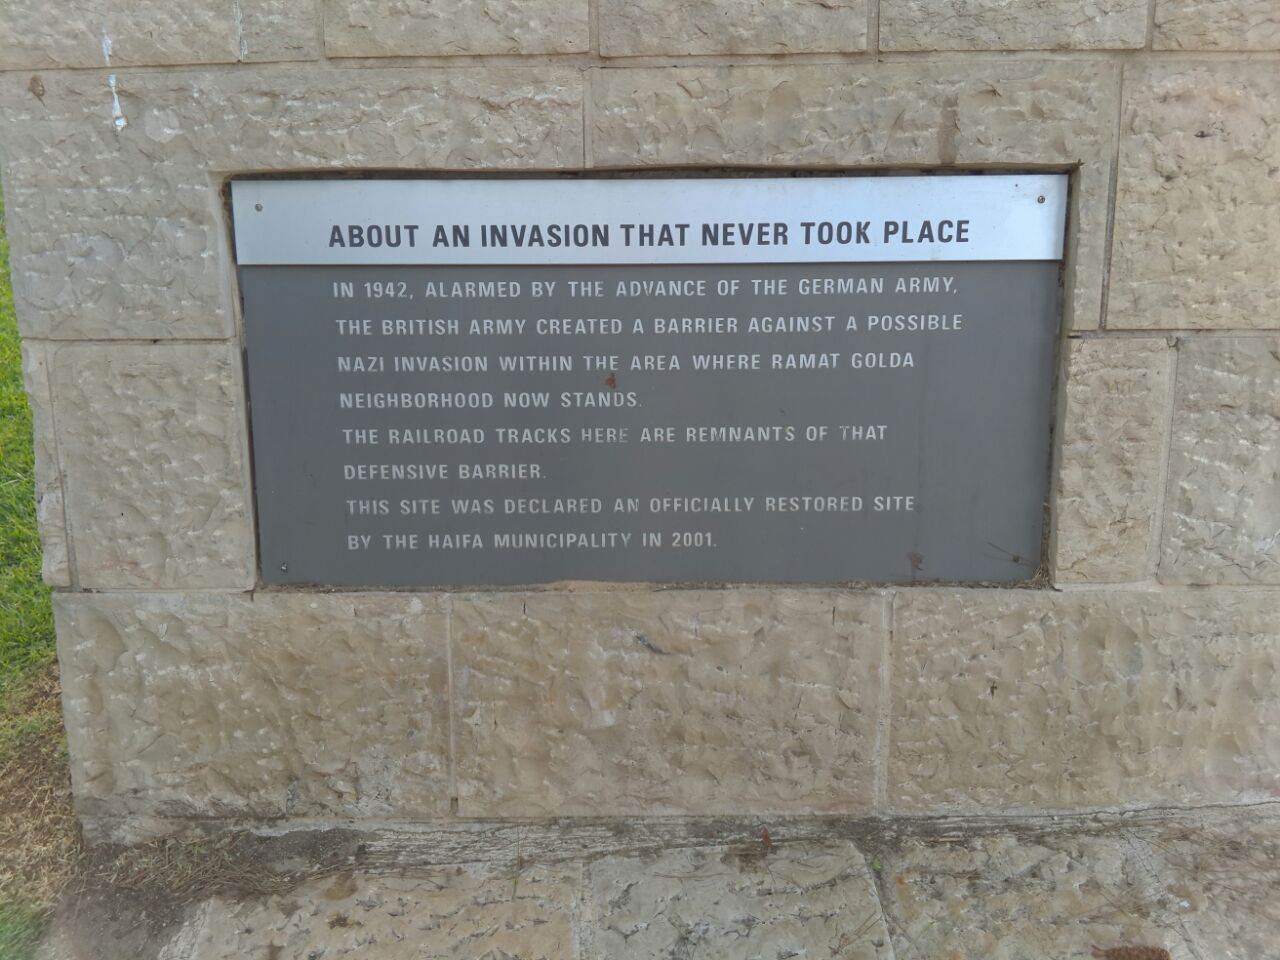 ABOUT AN INVASION THAT NEVER TOOK PLACE
IN 1942, ALARMED BY THE ADVANCE OF THE GERMAN ARMY,
THE BRITISH ARMY CREATED A BARRIER AGAINST A POSSIBLE
NAZI INVASION WITHIN THE AREA WHERE RAMAT GOLDA
NEIGHBORHOOD NOW STANDS.
THE RAILROAD TRACKS HERE ARE REMNANTS OF THAT
DEFENSIVE BARRIER.
THIS SITE WAS DECLARED AN OFFICIALLY RESTORED SITE
BY THE HAIFA MUNICIPALITY IN 2001.